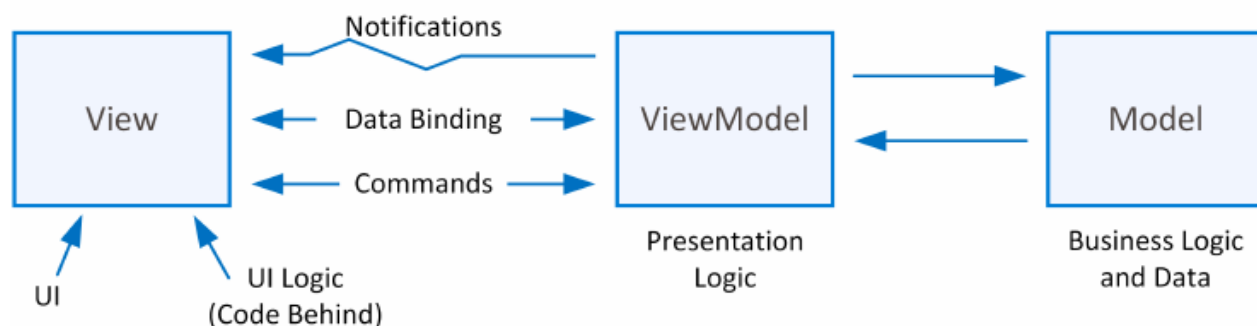 Notifications
View
Data Binding
ViewModel
Model
Commands
Presentation
Logic
Business Logic
and Data
UI
UI Logic
(Code Behind)